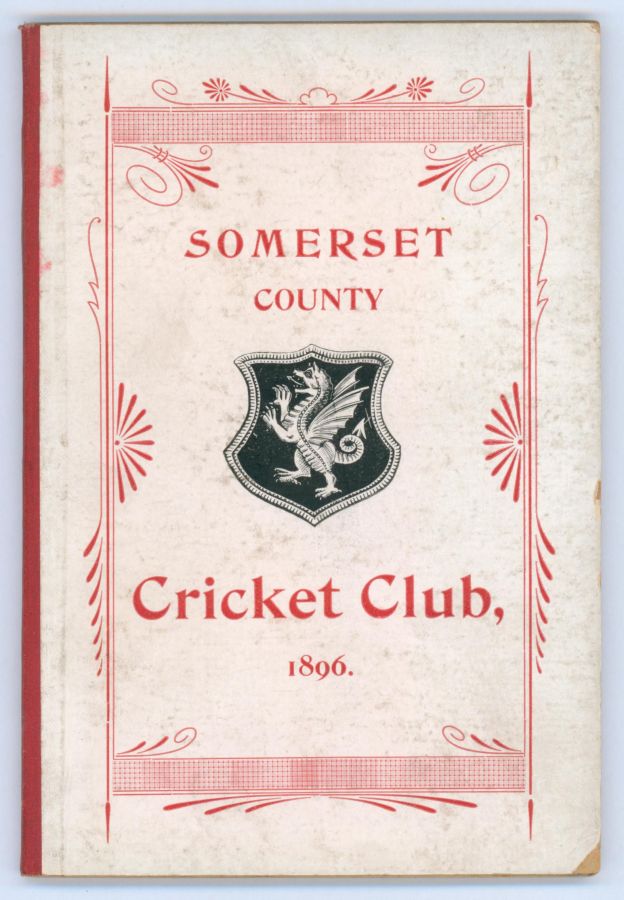 SOMERSET
COUNTY
Cricket Club,
1896.